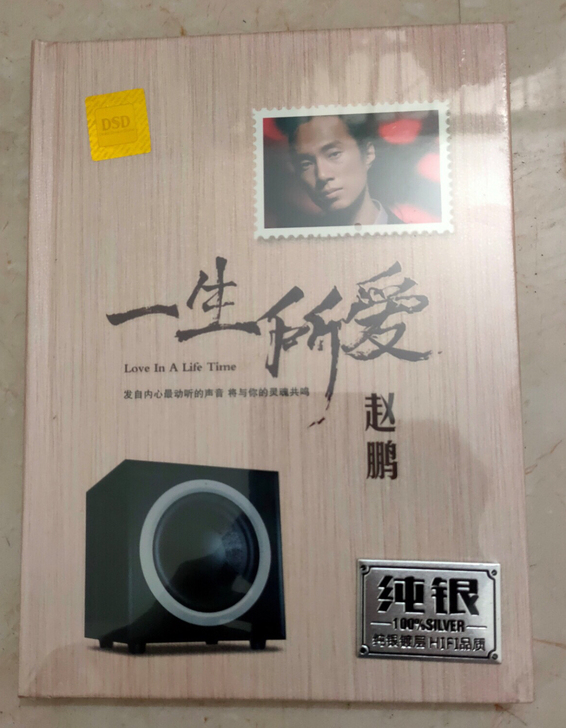 DSD
一生所爱
Love In A Life Time
发自内心最动听的声音 将与你的灵魂共鸣
赵鹏
纯银
100%SILVER
纯银镀层 HIFI品质